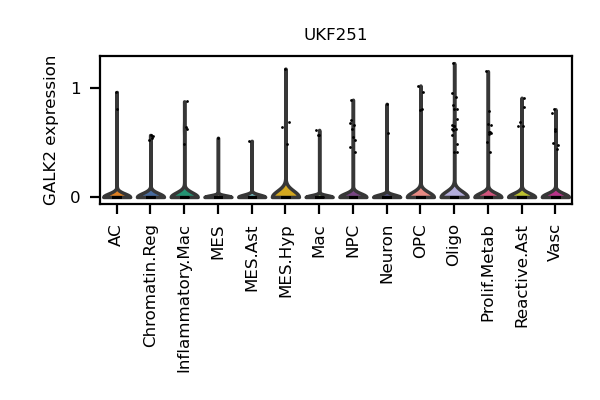 UKF251
GALK2 expression
1
0
AC
Chromatin.Reg
Inflammatory.Mac
MES
MES.Ast
MES.Hyp
Mac
NPC
Neuron
OPC
Oligo
Prolif.Metab
Reactive.Ast
Vasc